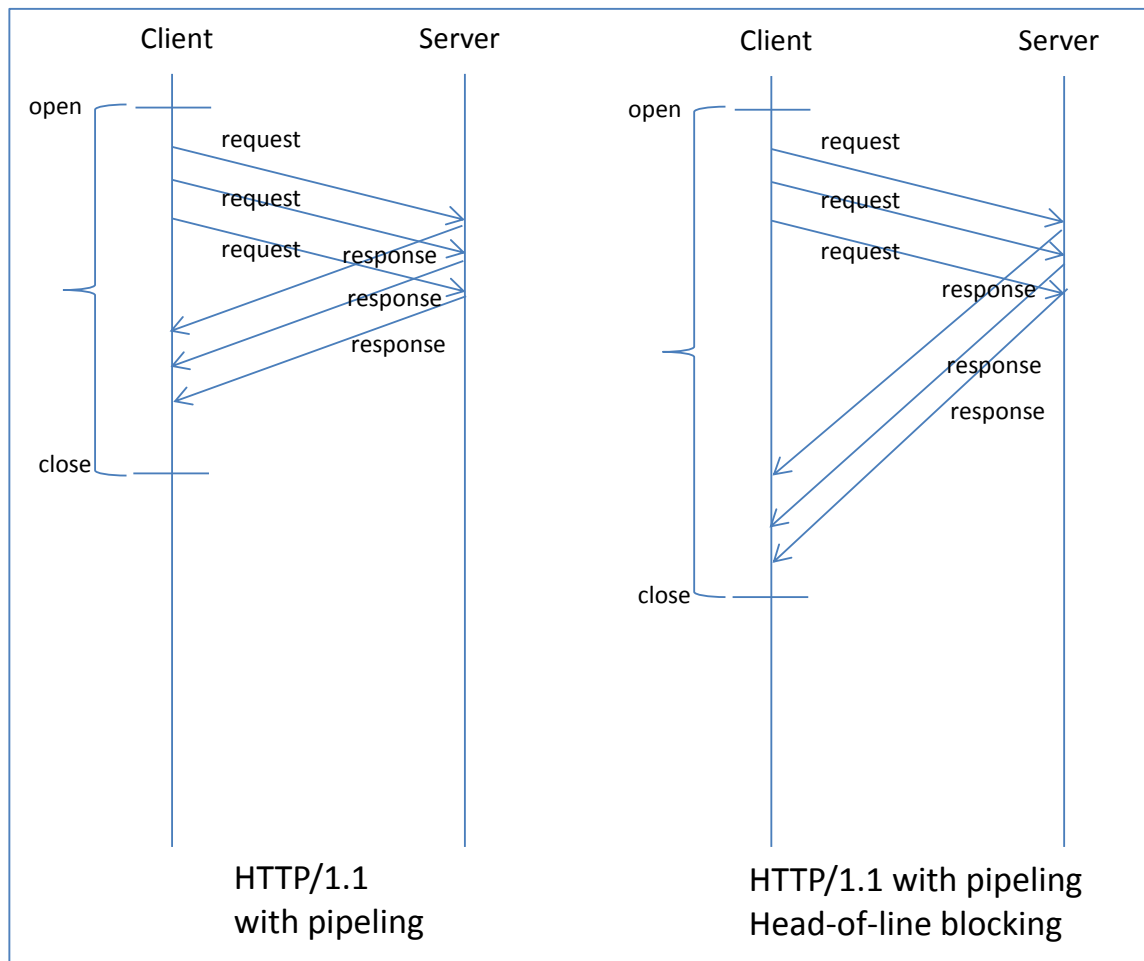 Client
Server
open
request
request
request
response
response
response
close
HTTP/1.1
with pipeling
Client
Server
open
request
request
request
response
response
response
close
HTTP/1.1 with pipeling
Head-of-line blocking